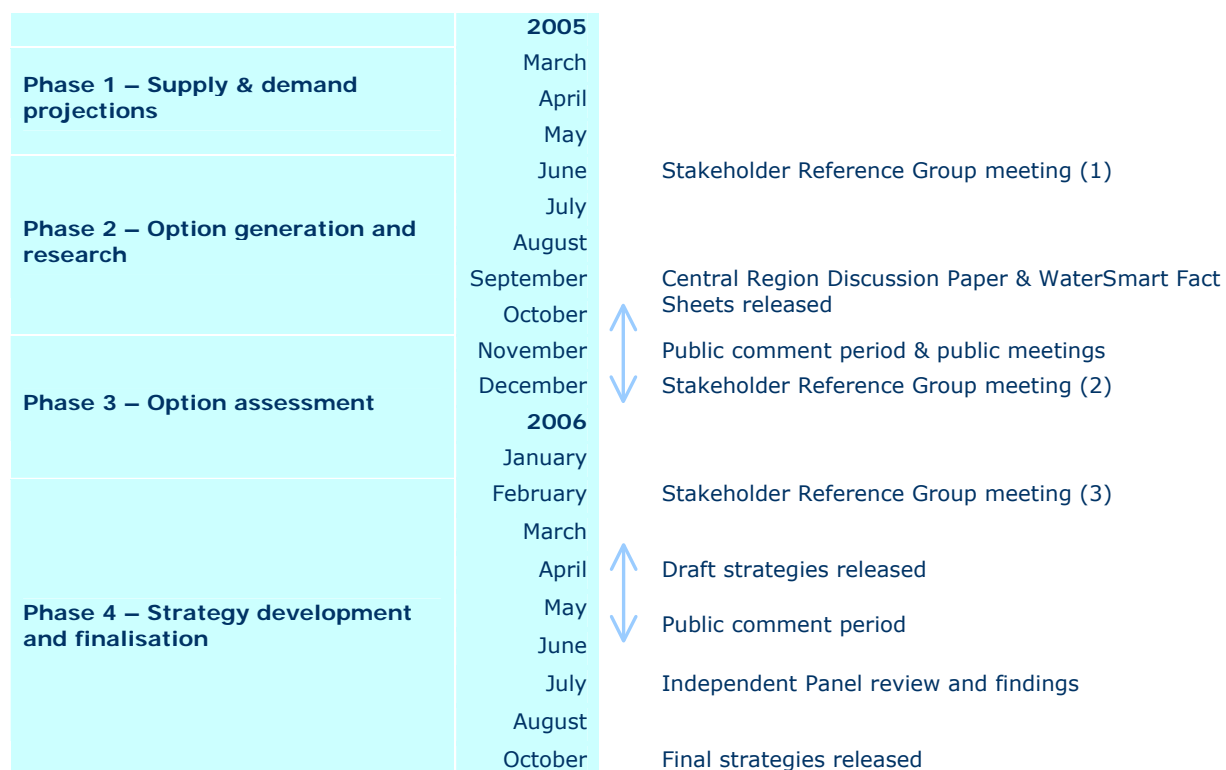 2005
Phase 1 – Supply & demand
projections
March
April
May
Phase 2 – Option generation and
research
June
Stakeholder Reference Group meeting (1)
July
August
September
Central Region Discussion Paper & WaterSmart Fact
Sheets released
October
Phase 3 – Option assessment
November
Public comment period & public meetings
December
Stakeholder Reference Group meeting (2)
2006
January
Phase 4 – Strategy development
and finalisation
February
Stakeholder Reference Group meeting (3)
March
April
Draft strategies released
May
Public comment period
June
July
Independent Panel review and findings
August
October
Final strategies released